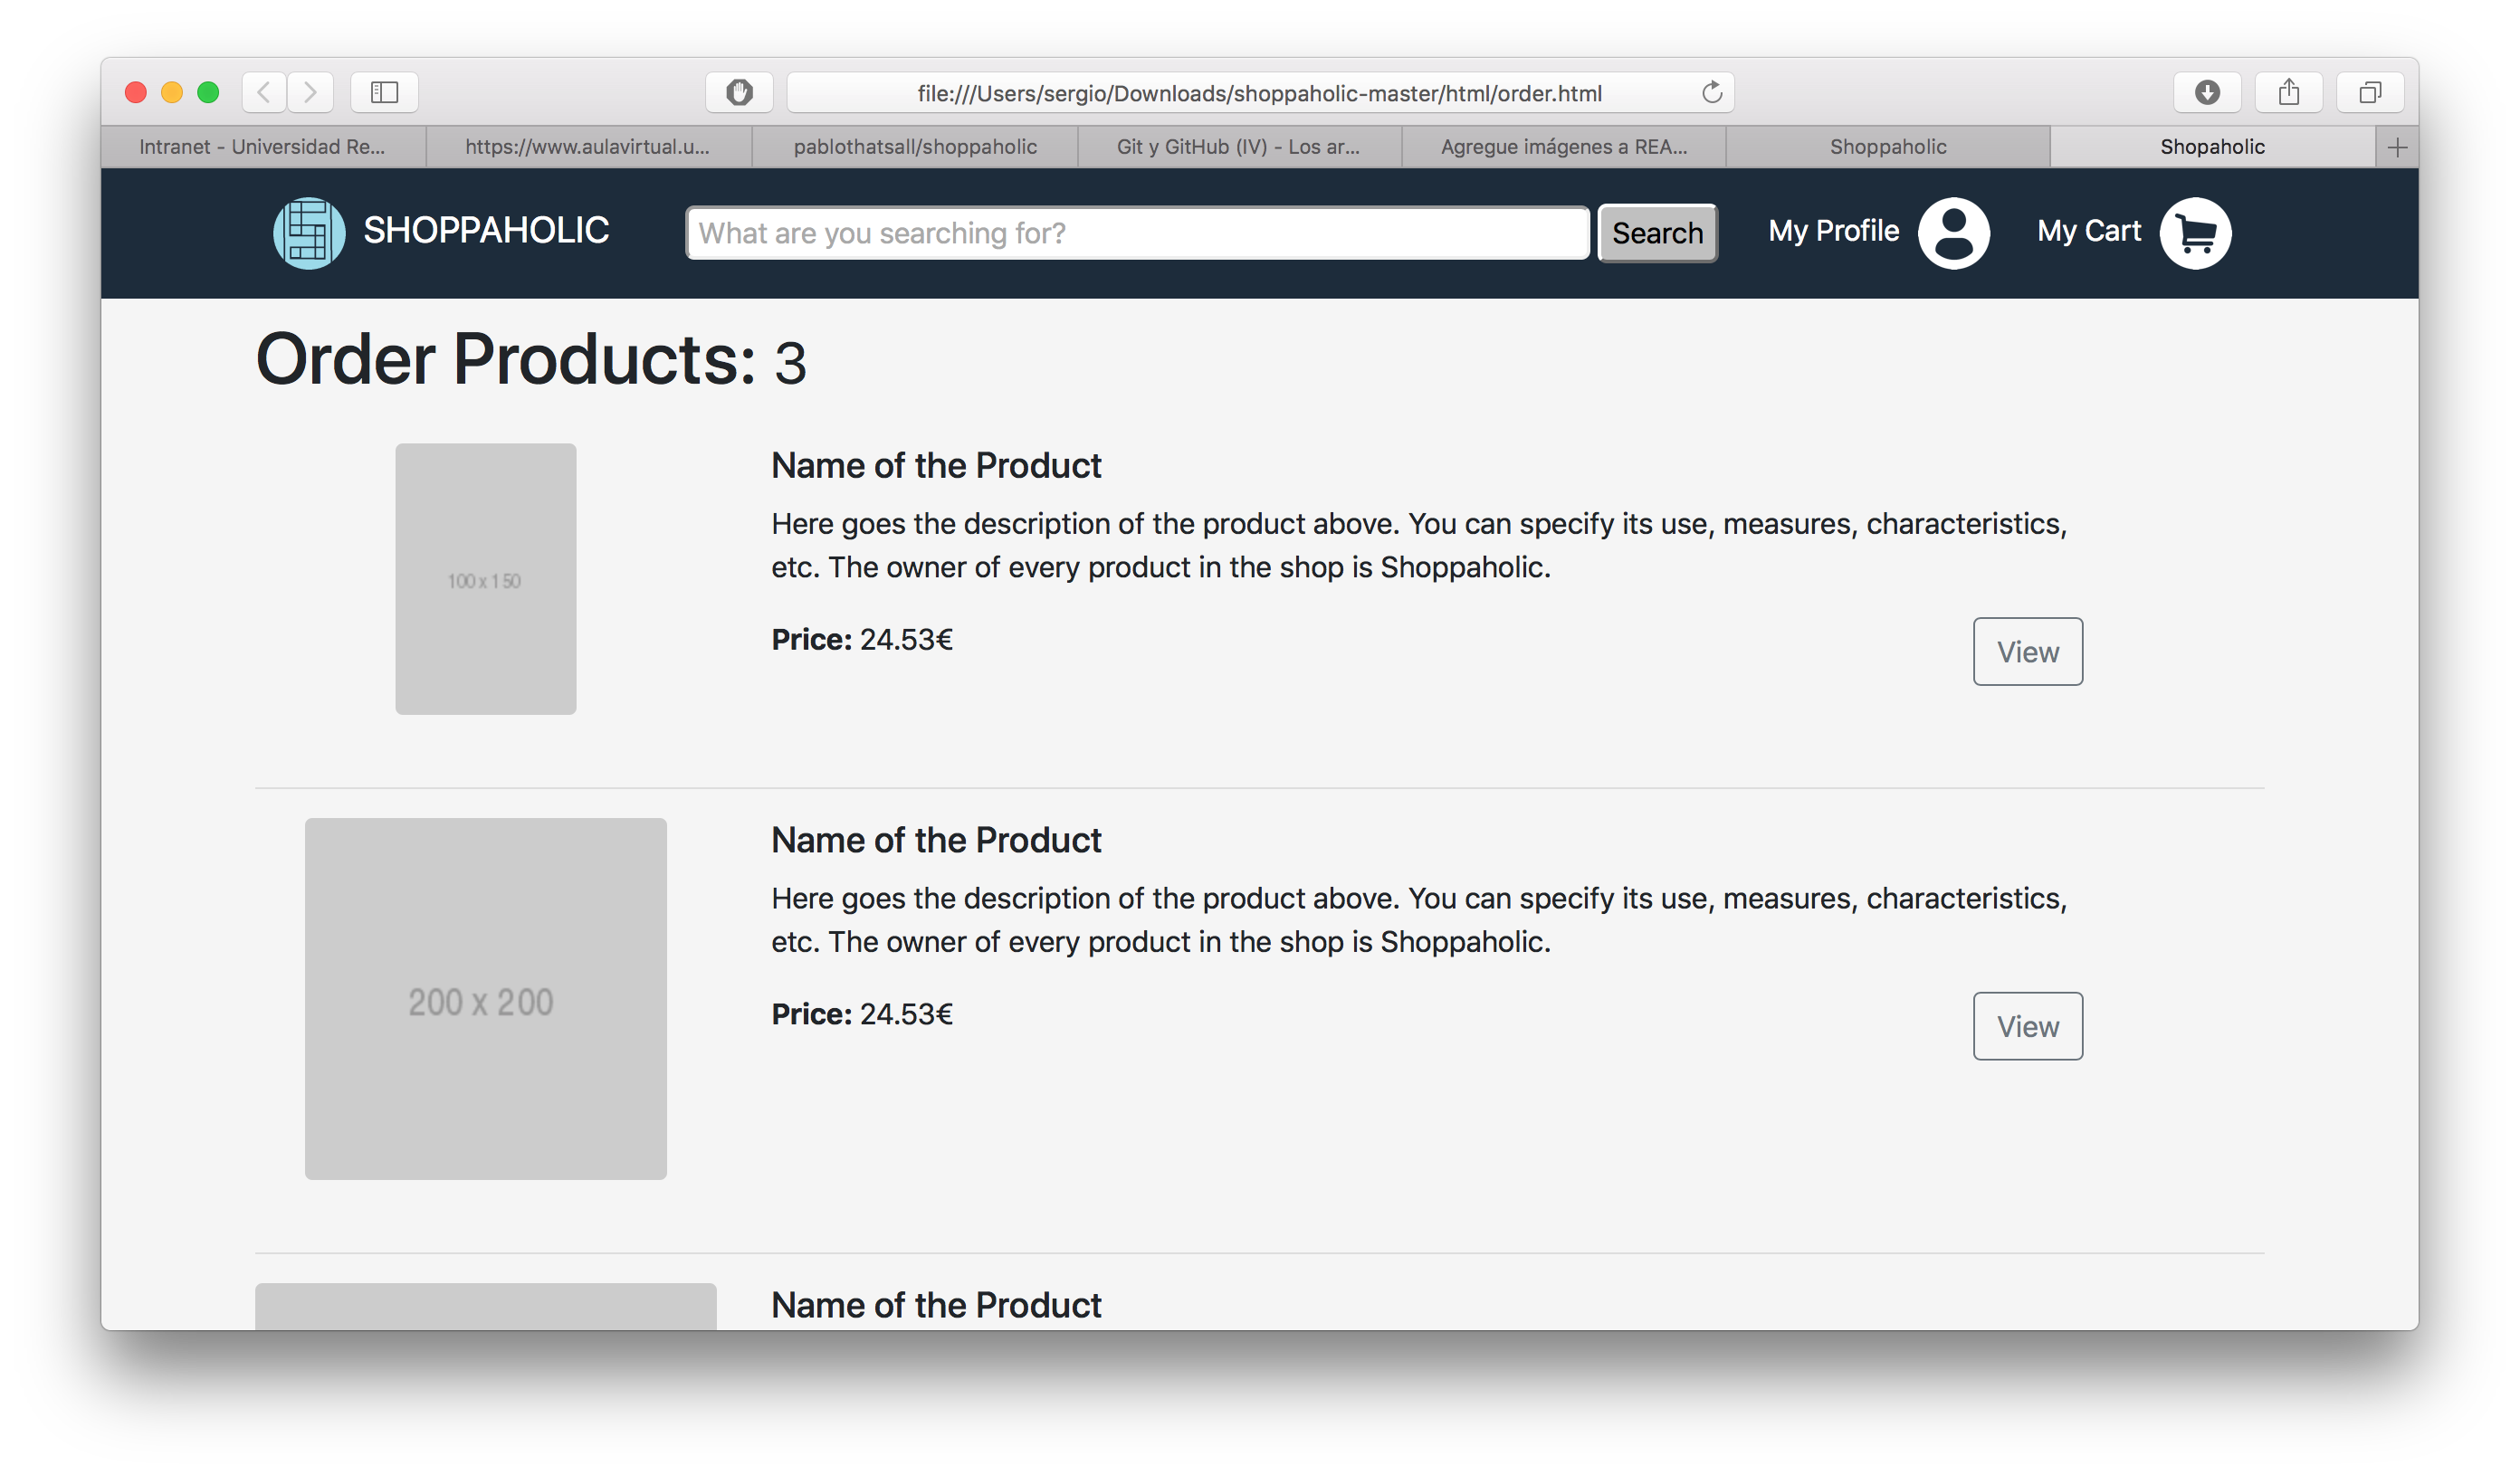 file:///Users/sergio/Downloads/shoppaholic-master/html/order.html
Intranet - Universidad Re...
https://www.aulavirtual.u...
pablothatsall/shoppaholic
Git y GitHub (IV) - Los ar...
Agregue imágenes a REA...
Shoppaholic
Shopaholic
SHOPPAHOLIC
What are you searching for?
Search
My Profile
My Cart
Order Products: 3
100 x 150
Name of the Product
Here goes the description of the product above. You can specify its use, measures, characteristics,
etc. The owner of every product in the shop is Shoppaholic.
Price: 24.53€
View
200 x 200
Name of the Product
Here goes the description of the product above. You can specify its use, measures, characteristics,
etc. The owner of every product in the shop is Shoppaholic.
Price: 24.53€
View
Name of the Product